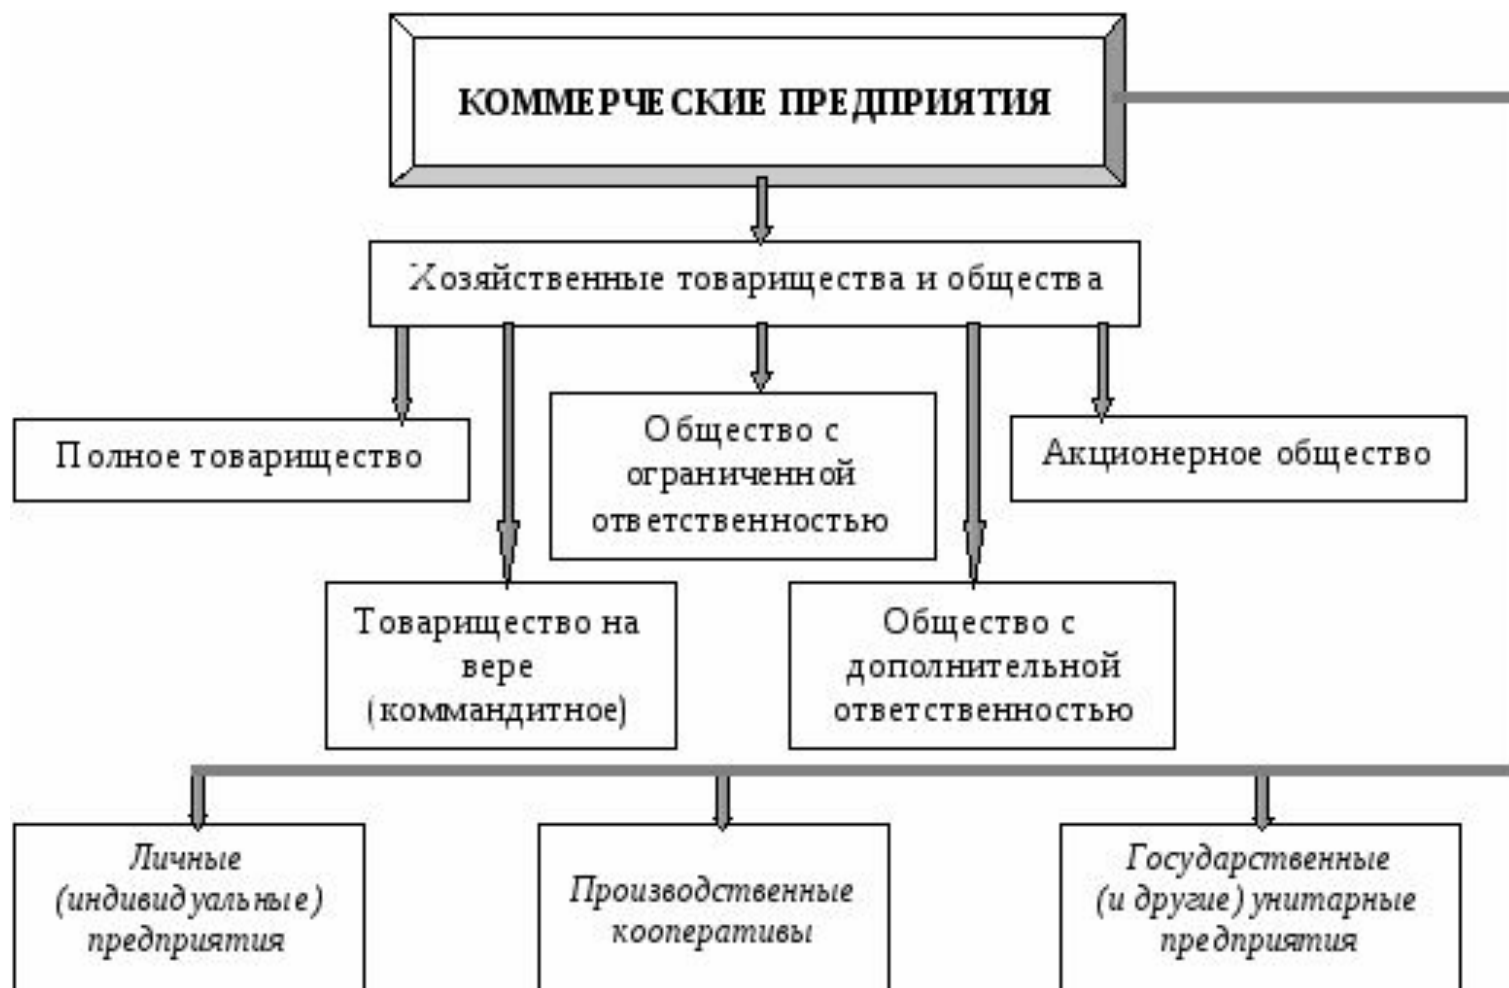 КОММЕРЧЕСКИЕ ПРЕДПРИЯТИЯ
Хозяйственные товарищества и общества
Полное товарищество
Общество с
ограниченной
ответственностью
Акционерное общество
Товарищество на
вере
(коммандитное)
Общество с
дополнительной
ответственностью
Личные
(индивидуальные)
предприятия
Производственные
кооперативы
Государственные
(и другие) унитарные
предприятия